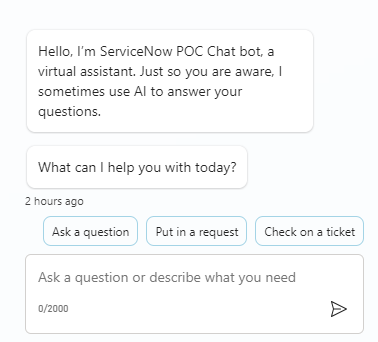 Hello, I'm ServiceNow POC Chat bot, a
virtual assistant. Just so you are aware, I
sometimes use AI to answer your
questions.
What can I help you with today?
2 hours ago
Ask a question
Put in a request
Check on a ticket
Ask a question or describe what you need
0/2000